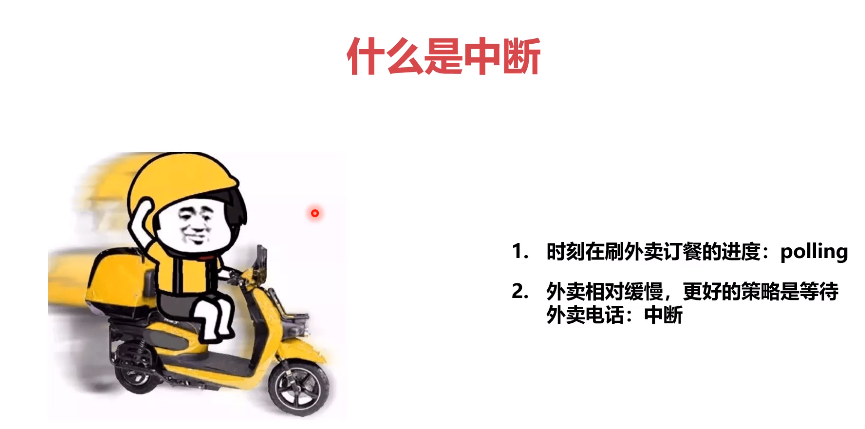 什么是中断
1. 时刻在刷外卖订餐的进度：polling
2. 外卖相对缓慢，更好的策略是等待
外卖电话：中断